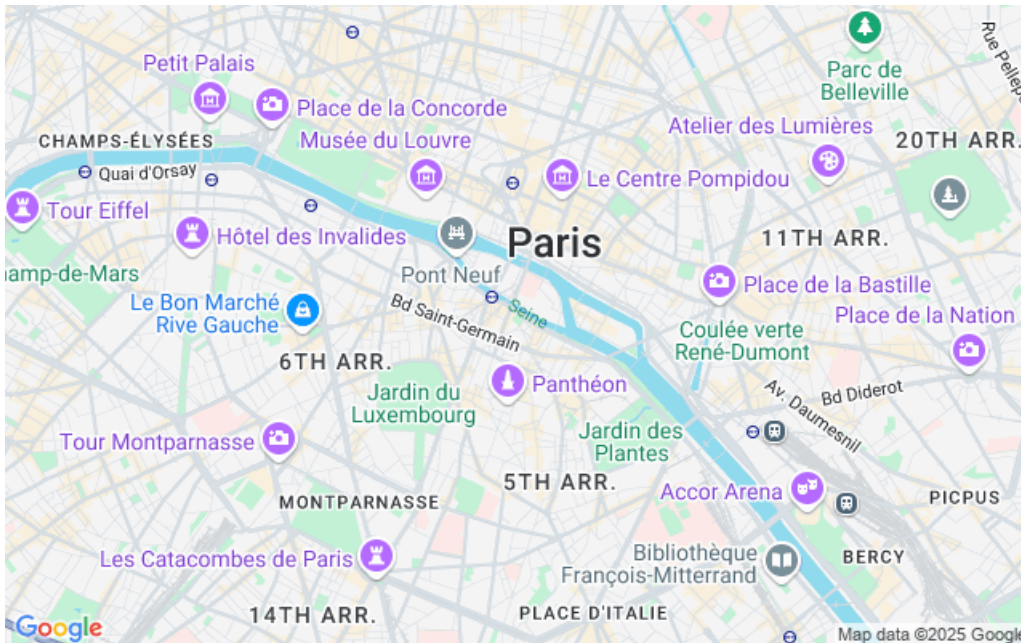 Petit Palais
Place de la Concorde
Parc de
Belleville
Rue
CHAMPS-ÉLYSÉES
Musée du Louvre
Atelier des Lumières
20TH ARR.
Quai d'Orsay
Le Centre Pompidou
Tour Eiffel
Hôtel des Invalides
Paris
11TH ARR.
amp-de-Mars
Pont Neuf
Place de la Bastille
Le Bon Marché
Rive Gauche
Bd Saint-Germain
Seine
Coulée verte
René-Dumont
Place de la Nation
6TH ARR.
Jardin du
Luxembourg
Panthéon
Av. Daumesnil
Bd Diderot
Tour Montparnasse
Jardin des
Plantes
5TH ARR.
Accor Arena
PICPUS
MONTPARNASSE
Les Catacombes de Paris
Bibliothèque
François-Mitterrand
BERCY
14TH ARR.
PLACE D'ITALIE
Google
Map data ©2025 Google